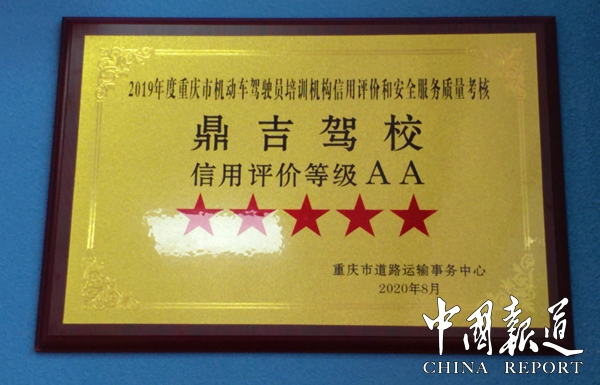 2019年度重庆市机动车驾驶员培训机构信用评价和安全服务质量考核
鼎吉驾校
信用评价等级AA
重庆市道路运输事务中心
2020年8月
中國報道
CHINA REPORT